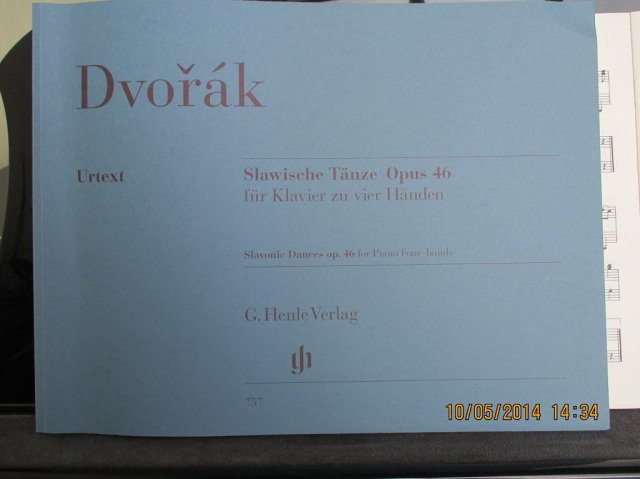 Dvořák
Urtext
Slawische Tänze Opus 46
für Klavier zu vier Händen
Slavonic Dances op. 46 for Piano Four-hands
G. Henle Verlag
757
10/05/2014 14:34